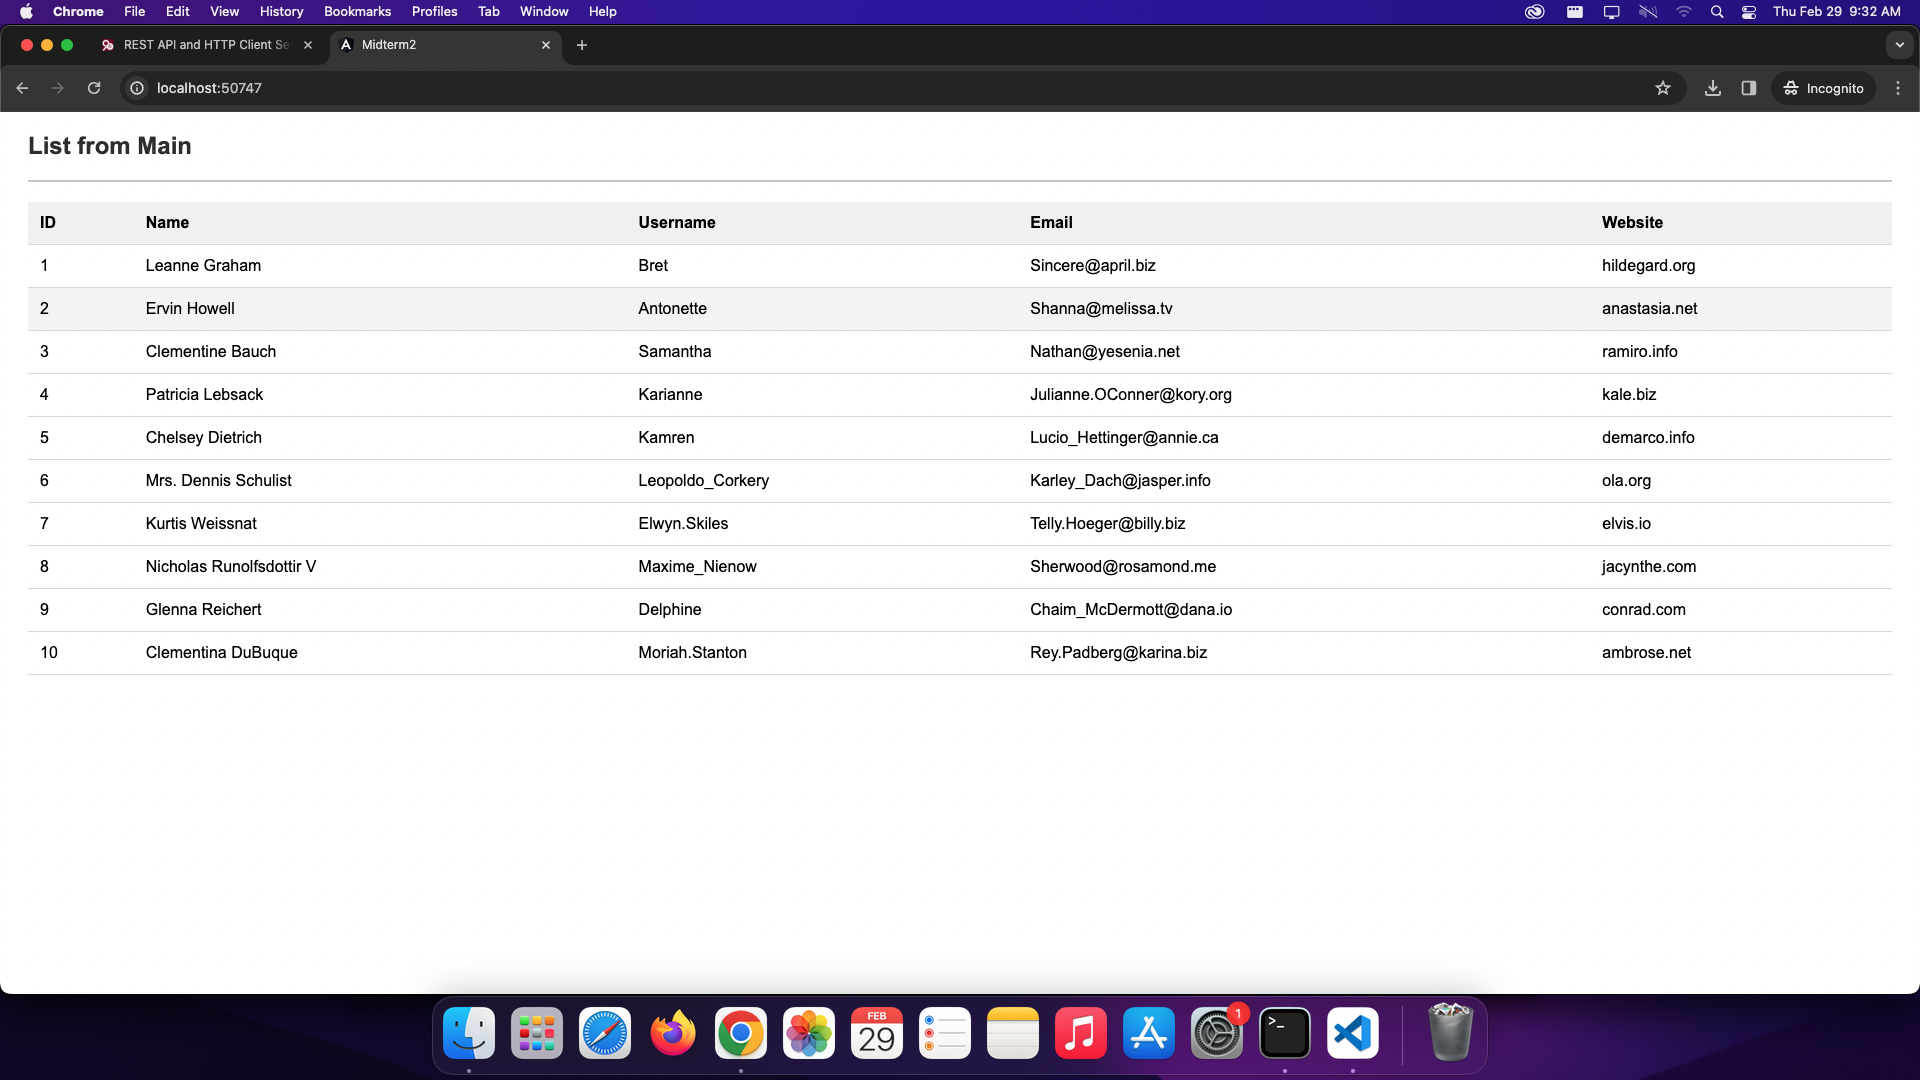 Chrome File Edit View History Bookmarks Profiles Tab Window Help Thu Feb 29 9:32 AM
REST API and HTTP Client Se Midterm2
localhost:50747 Incognito
List from Main
ID Name Username Email Website
1 Leanne Graham Bret Sincere@april.biz hildegard.org
2 Ervin Howell Antonette Shanna@melissa.tv anastasia.net
3 Clementine Bauch Samantha Nathan@yesenia.net ramiro.info
4 Patricia Lebsack Karianne Julianne.OConner@kory.org kale.biz
5 Chelsey Dietrich Kamren Lucio_Hettinger@annie.ca demarco.info
6 Mrs. Dennis Schulist Leopoldo_Corkery Karley_Dach@jasper.info ola.org
7 Kurtis Weissnat Elwyn.Skiles Telly.Hoeger@billy.biz elvis.io
8 Nicholas Runolfsdottir V Maxime_Nienow Sherwood@rosamond.me jacynthe.com
9 Glenna Reichert Delphine Chaim_McDermott@dana.io conrad.com
10 Clementina DuBuque Moriah.Stanton Rey.Padberg@karina.biz ambrose.net
FEB
29
1
>_